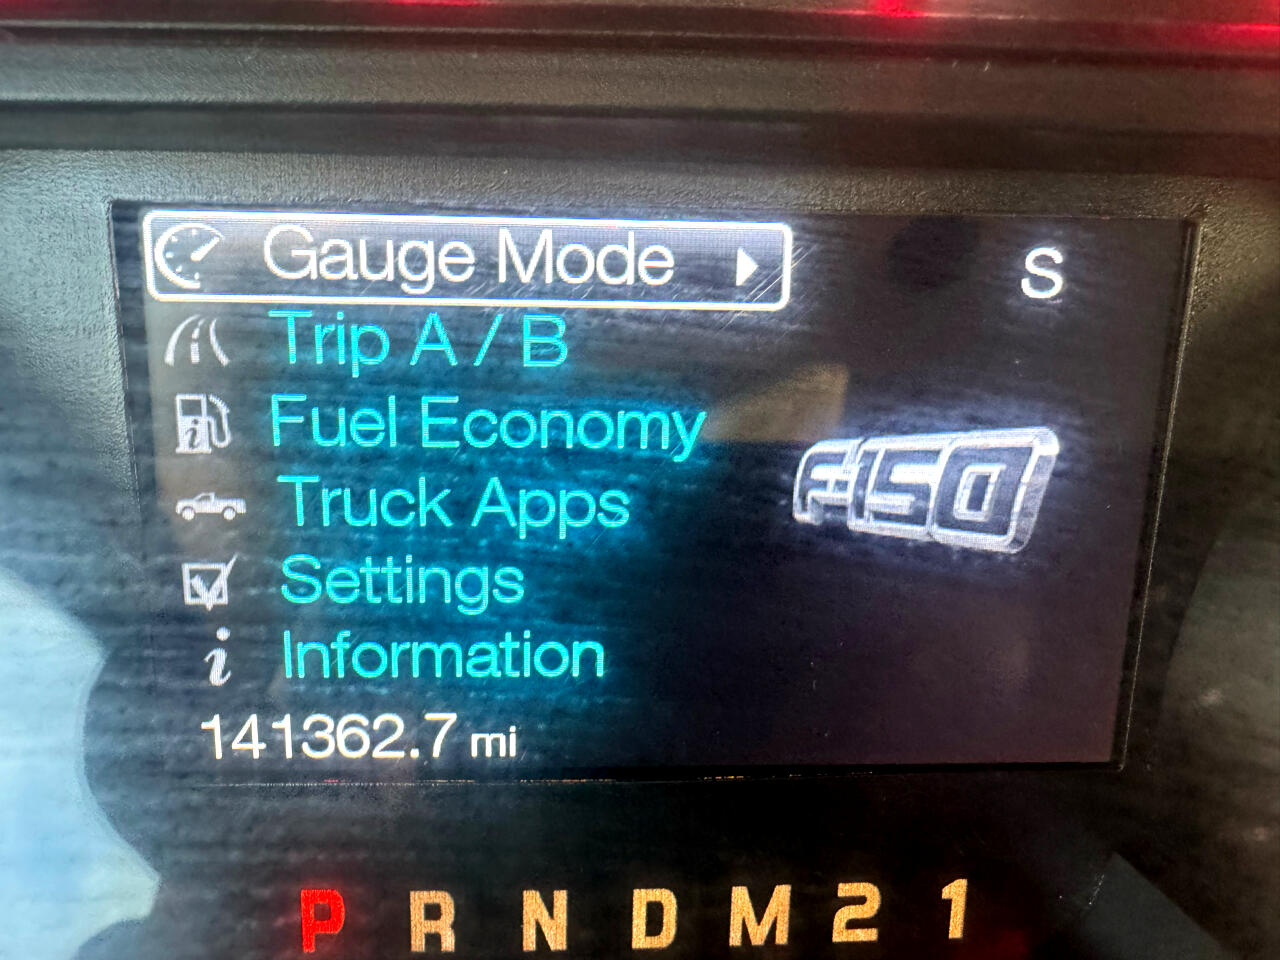 Gauge Mode
S
Trip A / B
Fuel Economy
Truck Apps
F-150
Settings
Information
141362.7 mi
P R N D M 2 1